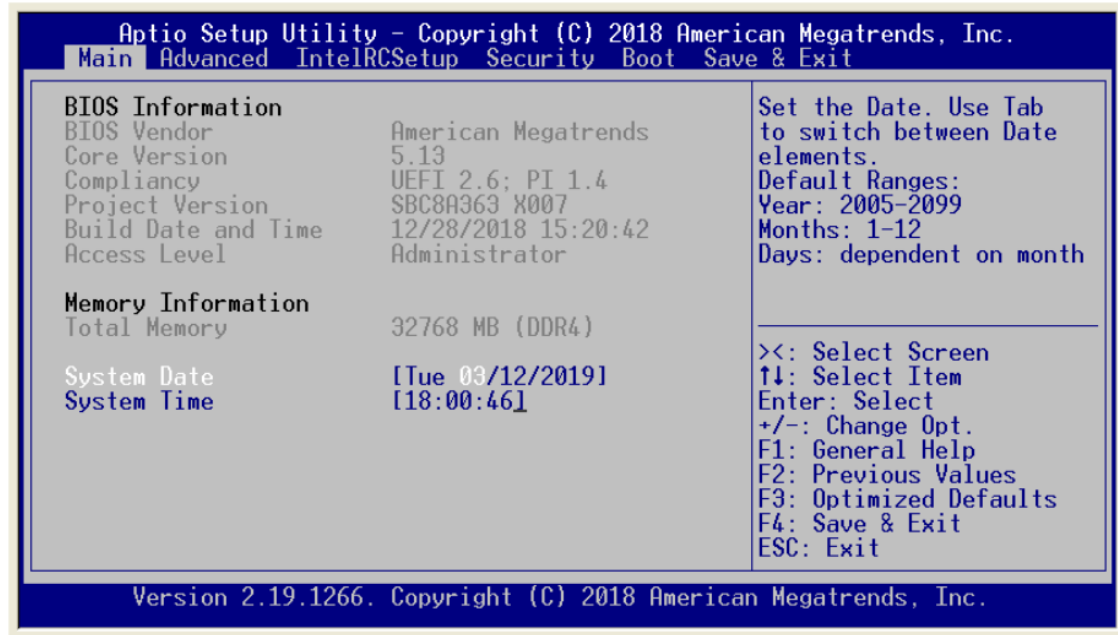 Aptio Setup Utility - Copyright (C) 2018 American Megatrends, Inc.
Main Advanced IntelRCSetup Security Boot Save & Exit
BIOS Information
BIOS Vendor American Megatrends
Core Version 5.13
Compliancy UEFI 2.6; PI 1.4
Project Version SBC8A363 X007
Build Date and Time 12/28/2018 15:20:42
Access Level Administrator
Memory Information
Total Memory 32768 MB (DDR4)
System Date [Tue 03/12/2019]
System Time [18:00:46]
Set the Date. Use Tab
to switch between Date
elements.
Default Ranges:
Year: 2005-2099
Months: 1-12
Days: dependent on month
><: Select Screen
↑↓: Select Item
Enter: Select
+/-: Change Opt.
F1: General Help
F2: Previous Values
F3: Optimized Defaults
F4: Save & Exit
ESC: Exit
Version 2.19.1266. Copyright (C) 2018 American Megatrends, Inc.